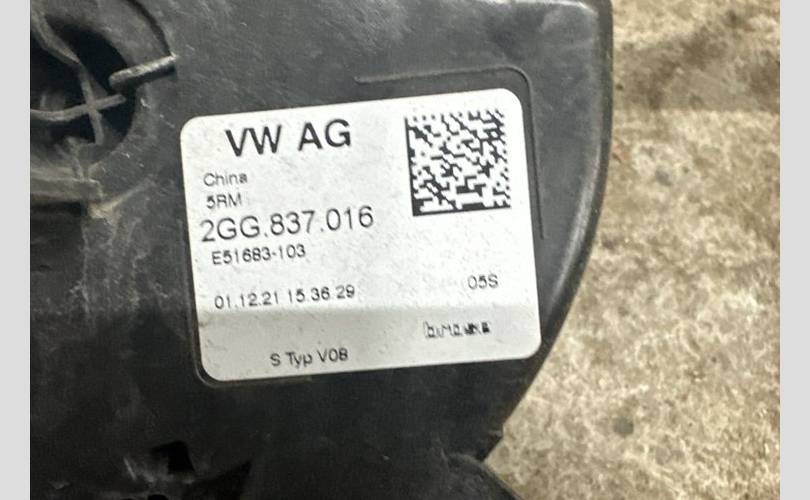 VW AG
China
5RM
2GG.837.016
E51683-103
01.12.21 15.36.29
05S
S Typ V08